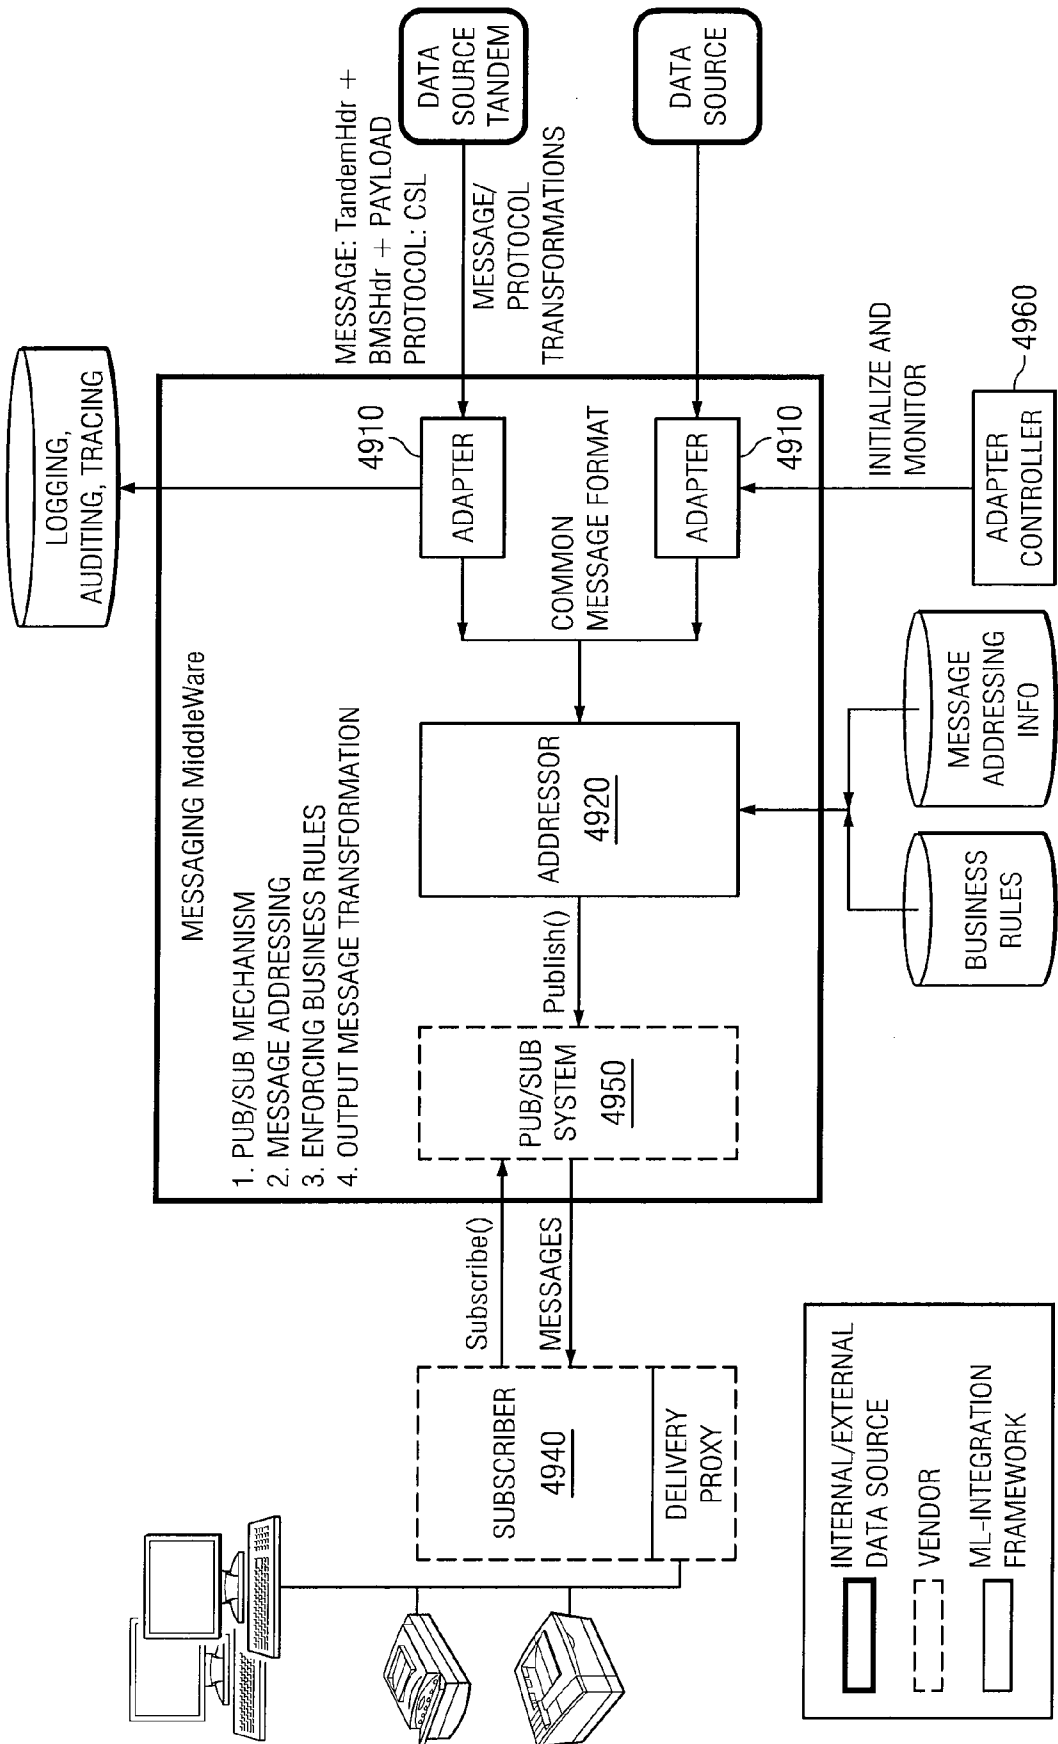 LOGGING,
AUDITING, TRACING
MESSAGE: TandemHdr +
BMSHdr + PAYLOAD
PROTOCOL: CSL
DATA
SOURCE
TANDEM
MESSAGE/
PROTOCOL
TRANSFORMATIONS
DATA
SOURCE
MESSAGING MiddleWare
1. PUB/SUB MECHANISM
2. MESSAGE ADDRESSING
3. ENFORCING BUSINESS RULES
4. OUTPUT MESSAGE TRANSFORMATION
4910
ADAPTER
COMMON
MESSAGE FORMAT
ADAPTER
4910
ADDRESSOR
4920
Publish()
PUB/SUB
SYSTEM
4950
Subscribe()
MESSAGES
SUBSCRIBER
4940
DELIVERY
PROXY
BUSINESS
RULES
MESSAGE
ADDRESSING
INFO
INITIALIZE AND
MONITOR
ADAPTER
CONTROLLER
4960
INTERNAL/EXTERNAL
DATA SOURCE
VENDOR
ML-INTEGRATION
FRAMEWORK